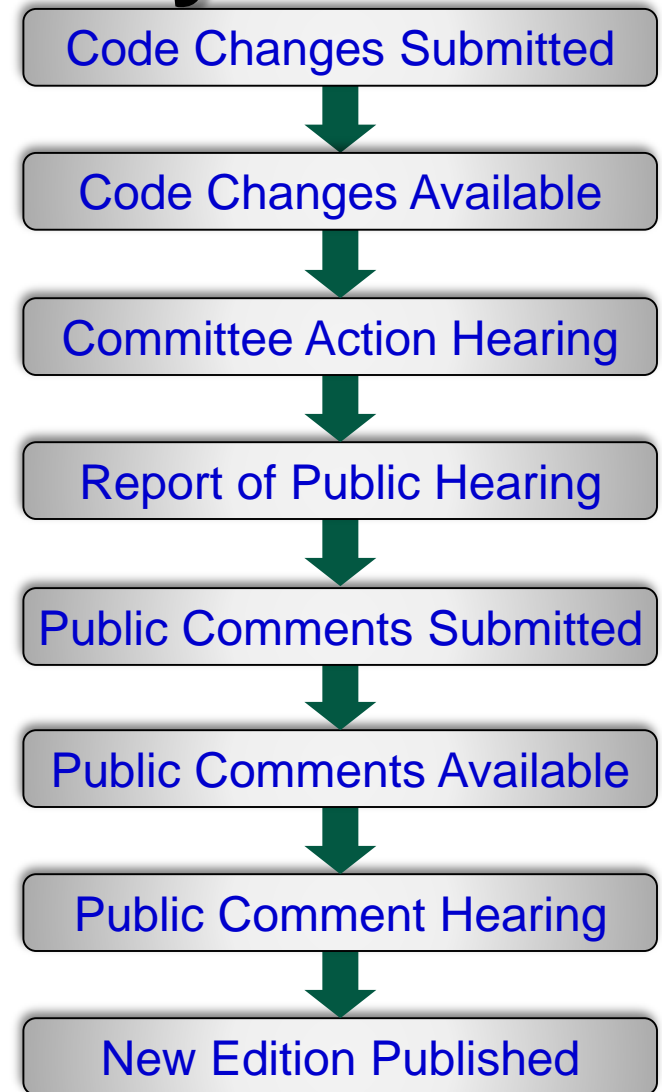 Code Changes Submitted
Code Changes Available
Committee Action Hearing
Report of Public Hearing
Public Comments Submitted
Public Comments Available
Public Comment Hearing
New Edition Published